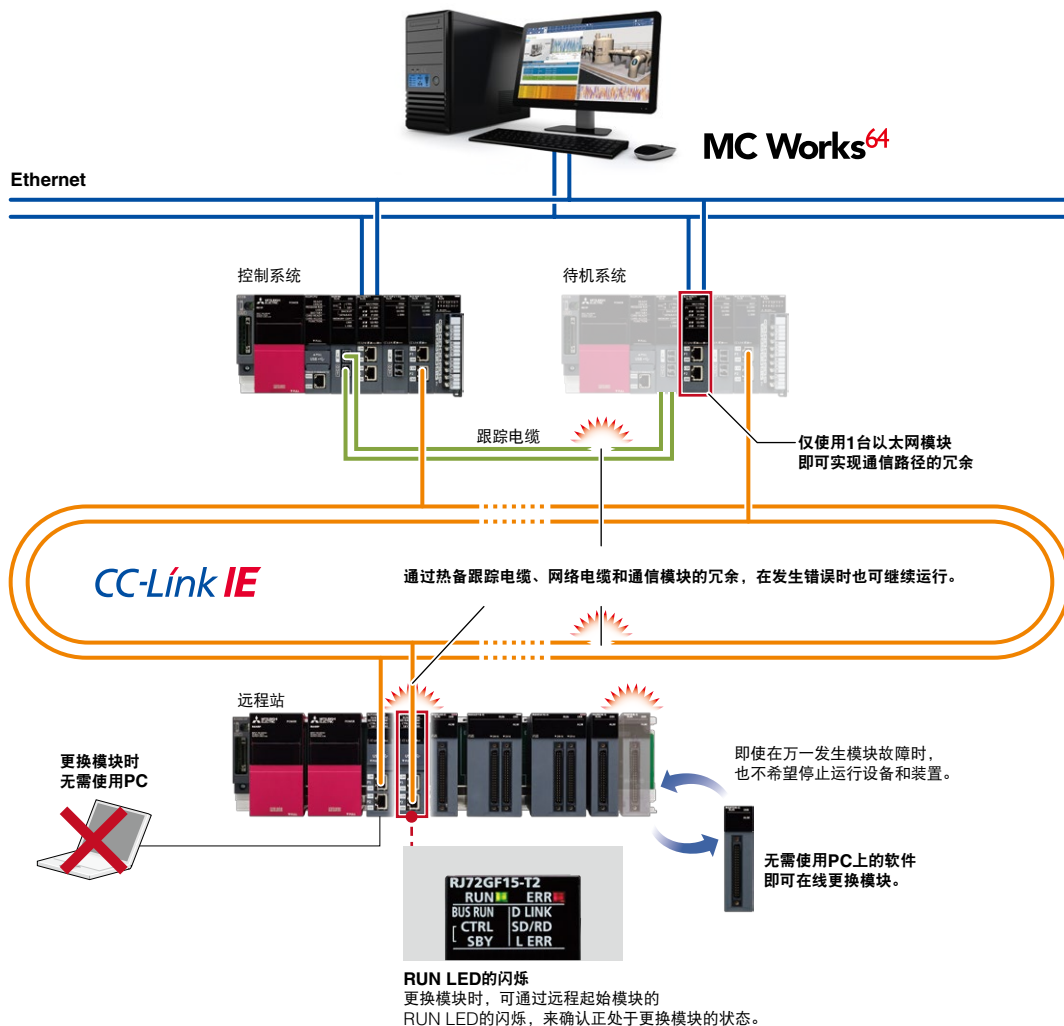 MC Works64
Ethernet
控制系统
待机系统
跟踪电缆
仅使用1台以太网模块
即可实现通信路径的冗余
CC-Link IE
通过热备跟踪电缆、网络电缆和通信模块的冗余，在发生错误时也可继续运行。
远程站
更换模块时
无需使用PC
即使在万一发生模块故障时，
也不希望停止运行设备和装置。
无需使用PC上的软件
即可在线更换模块。
RJ72GF15-T2
RUN ERR
BUS RUN D LINK
CTRL SD/RD
SBY L ERR
RUN LED的闪烁
更换模块时，可通过远程起始模块的
RUN LED的闪烁，来确认正处于更换模块的状态。